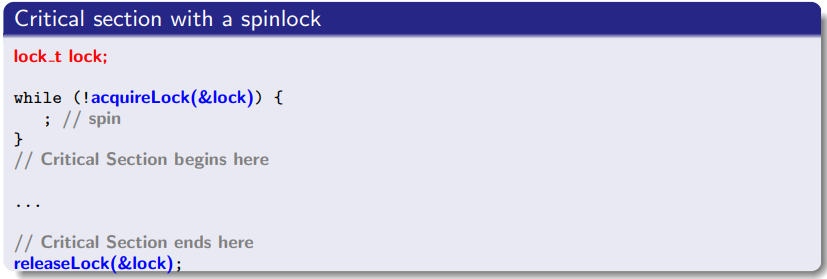 Critical section with a spinlock
lock_t lock;
while (!acquireLock(&lock)) {
; // spin
}
// Critical Section begins here
...
// Critical Section ends here
releaseLock(&lock);